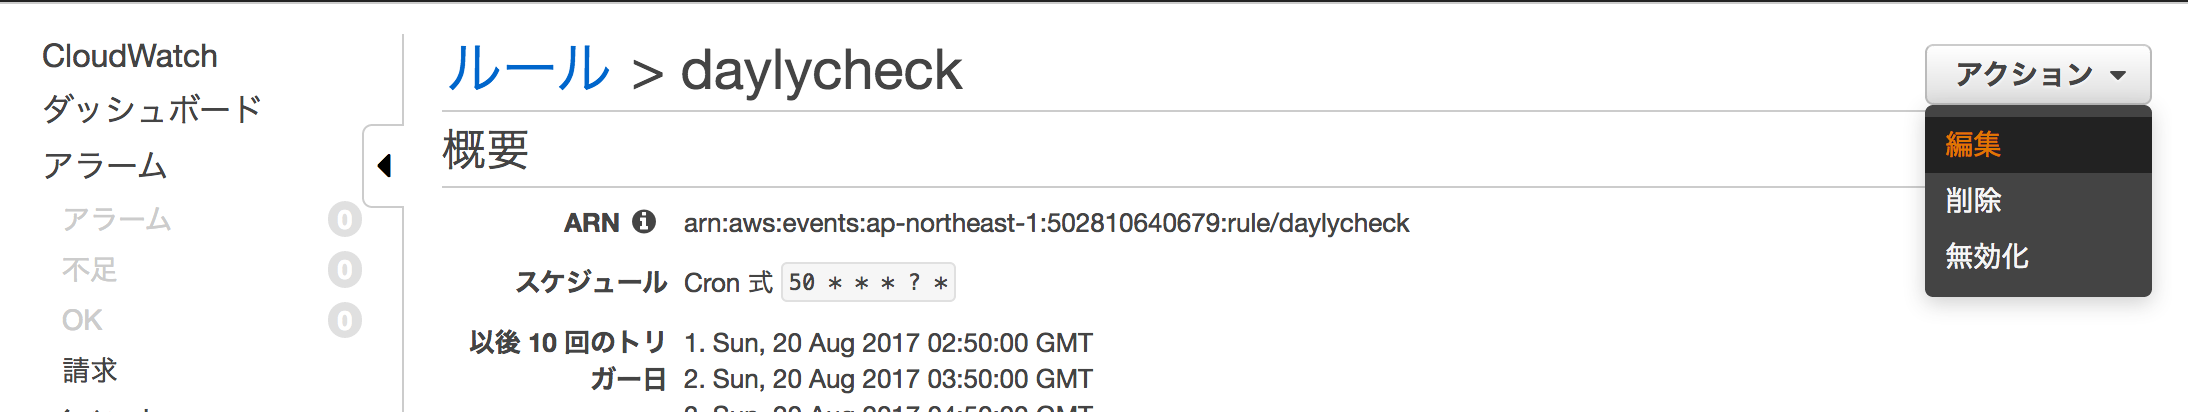 CloudWatch
ダッシュボード
アラーム
アラーム 0
不足 0
OK 0
請求
ルール > daylycheck
アクション
編集
削除
無効化
概要
ARN arn:aws:events:ap-northeast-1:502810640679:rule/daylycheck
スケジュール Cron 式 50 * * * ? *
以後 10 回のトリガー日
1. Sun, 20 Aug 2017 02:50:00 GMT
2. Sun, 20 Aug 2017 03:50:00 GMT